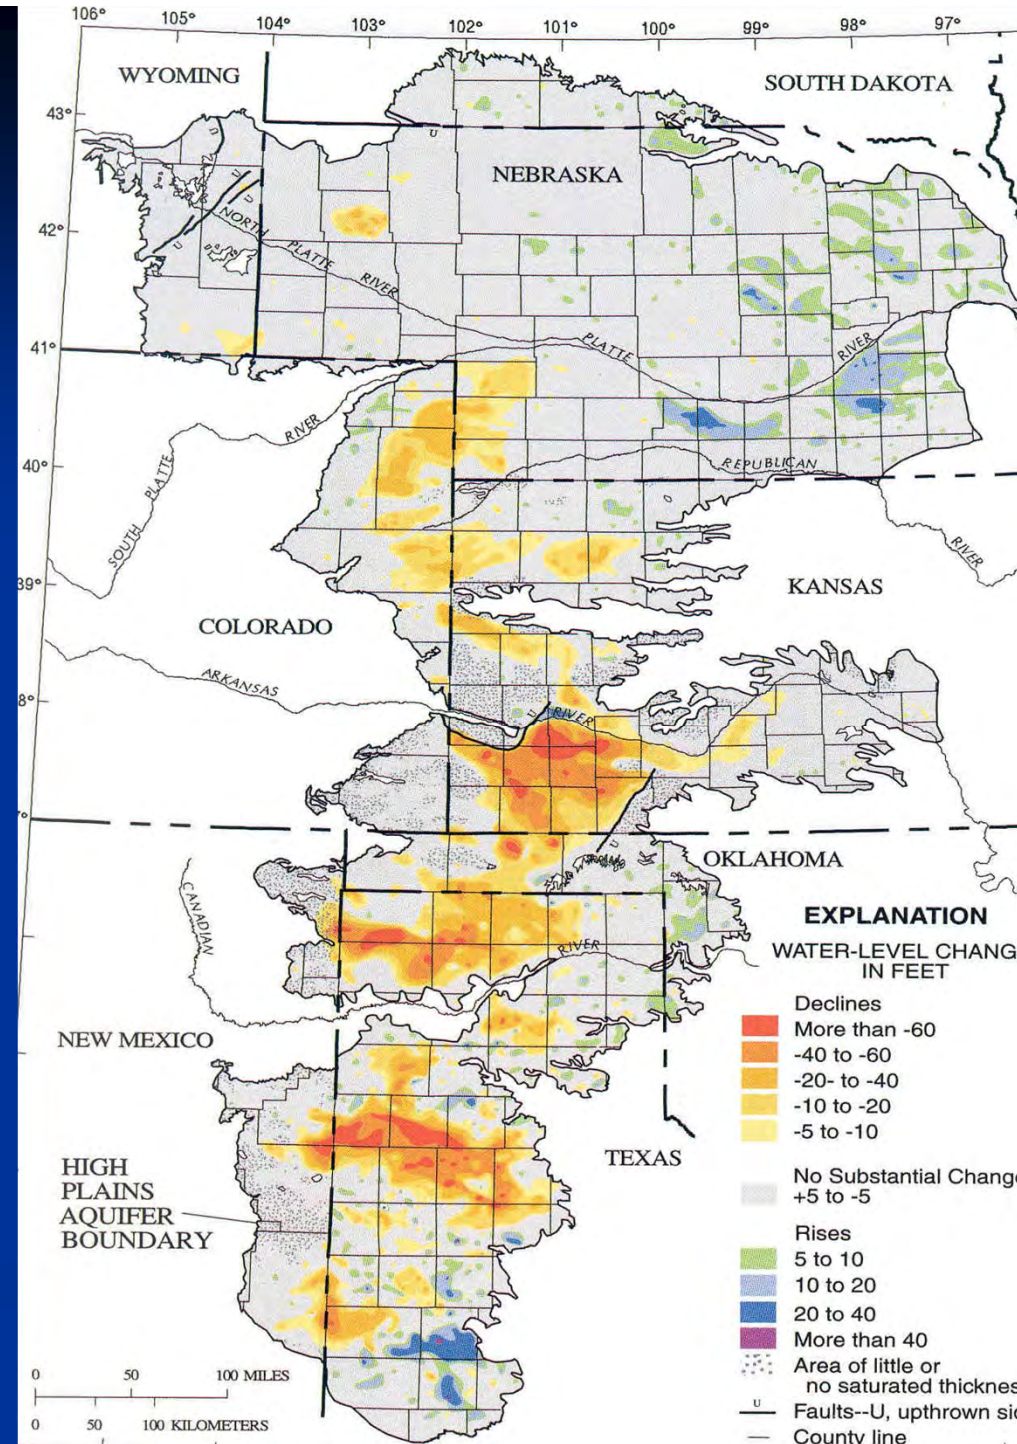 106° 105° 104° 103° 102° 101° 100° 99° 98° 97°
WYOMING
SOUTH DAKOTA
43°
U
NEBRASKA
U
U
U
U
42°
NORTH PLATTE RIVER
41°
PLATTE RIVER
SOUTH PLATTE RIVER
40°
REPUBLICAN RIVER
39°
KANSAS
COLORADO
ARKANSAS RIVER
U
8°
U
7°
OKLAHOMA
CANADIAN RIVER
EXPLANATION
WATER-LEVEL CHANG
IN FEET
Declines
More than -60
-40 to -60
-20- to -40
-10 to -20
-5 to -10
NEW MEXICO
TEXAS
HIGH
PLAINS
AQUIFER
BOUNDARY
No Substantial Change
+5 to -5
Rises
5 to 10
10 to 20
20 to 40
More than 40
Area of little or
no saturated thicknes
U
Faults--U, upthrown sid
County line
0 50 100 MILES
0 50 100 KILOMETERS